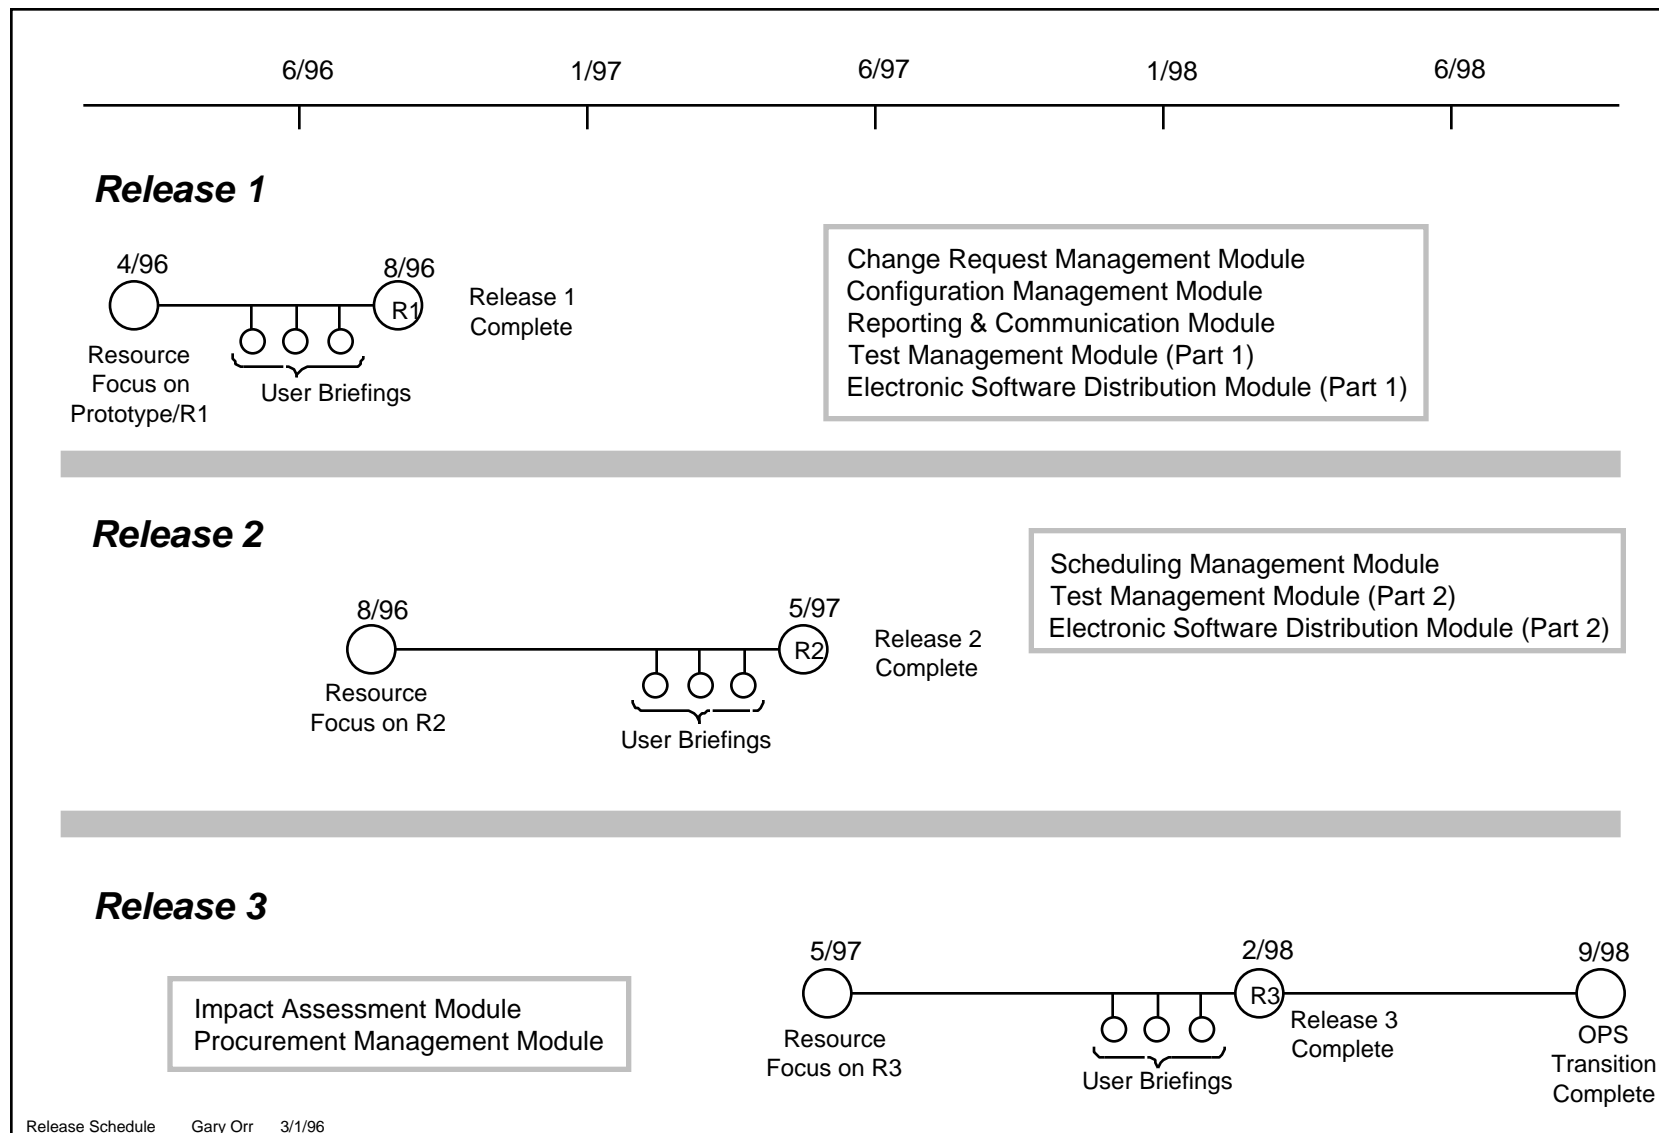 6/96 1/97 6/97 1/98 6/98
Release 1
4/96
8/96
R1
Release 1
Complete
Resource
Focus on
Prototype/R1
User Briefings
Change Request Management Module
Configuration Management Module
Reporting & Communication Module
Test Management Module (Part 1)
Electronic Software Distribution Module (Part 1)
Release 2
8/96
5/97
R2
Release 2
Complete
Resource
Focus on R2
User Briefings
Scheduling Management Module
Test Management Module (Part 2)
Electronic Software Distribution Module (Part 2)
Release 3
Impact Assessment Module
Procurement Management Module
5/97
2/98
9/98
R3
Resource
Focus on R3
User Briefings
Release 3
Complete
OPS
Transition
Complete
Release Schedule Gary Orr 3/1/96